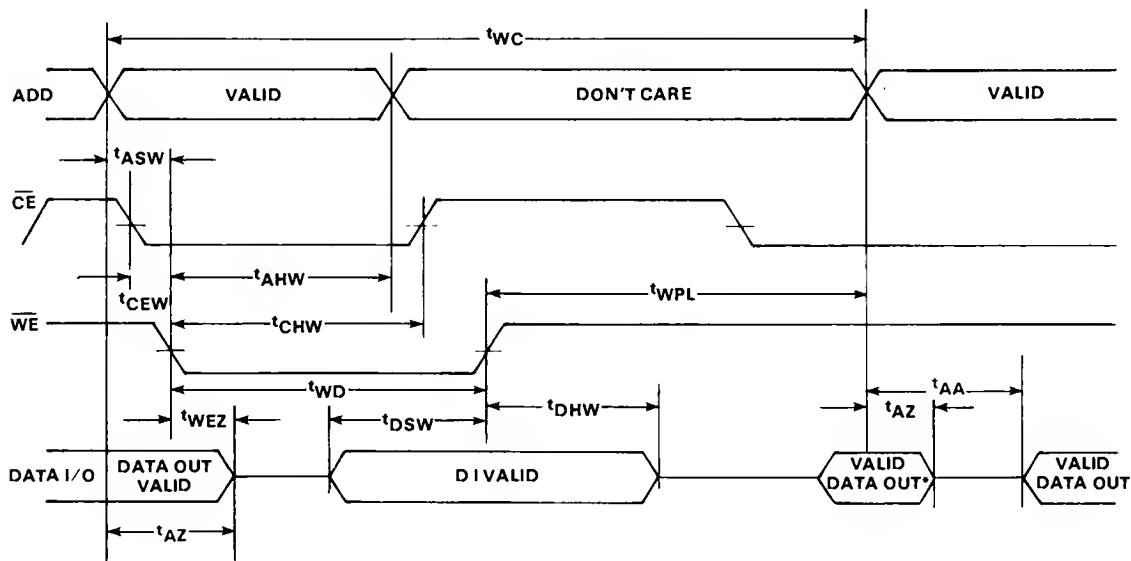 tWC
ADD VALID DON'T CARE VALID
tASW
CE
tAHW
tCEW
tWPL
WE
tCHW
tWD
tAA
tWEZ
tDSW
tDHW
tAZ
DATA I/O DATA OUT VALID D I VALID VALID DATA OUT* VALID DATA OUT
tAZ